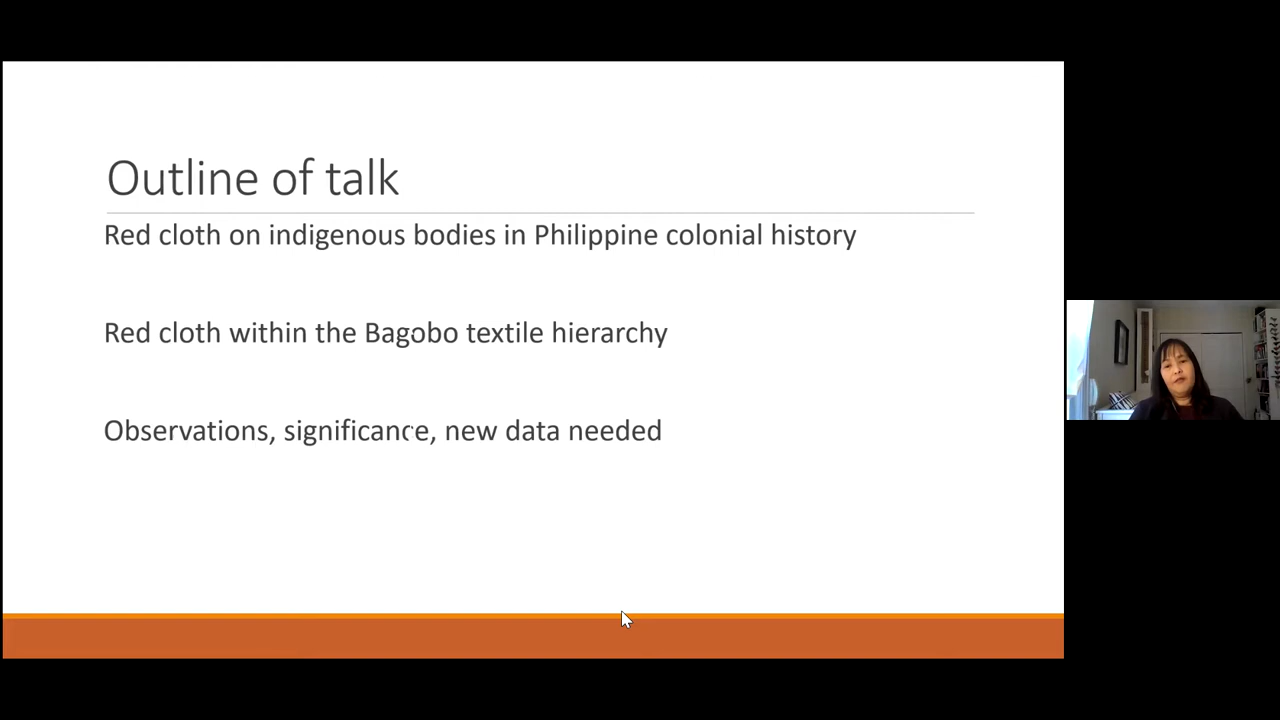 Outline of talk
Red cloth on indigenous bodies in Philippine colonial history
Red cloth within the Bagobo textile hierarchy
Observations, significance, new data needed